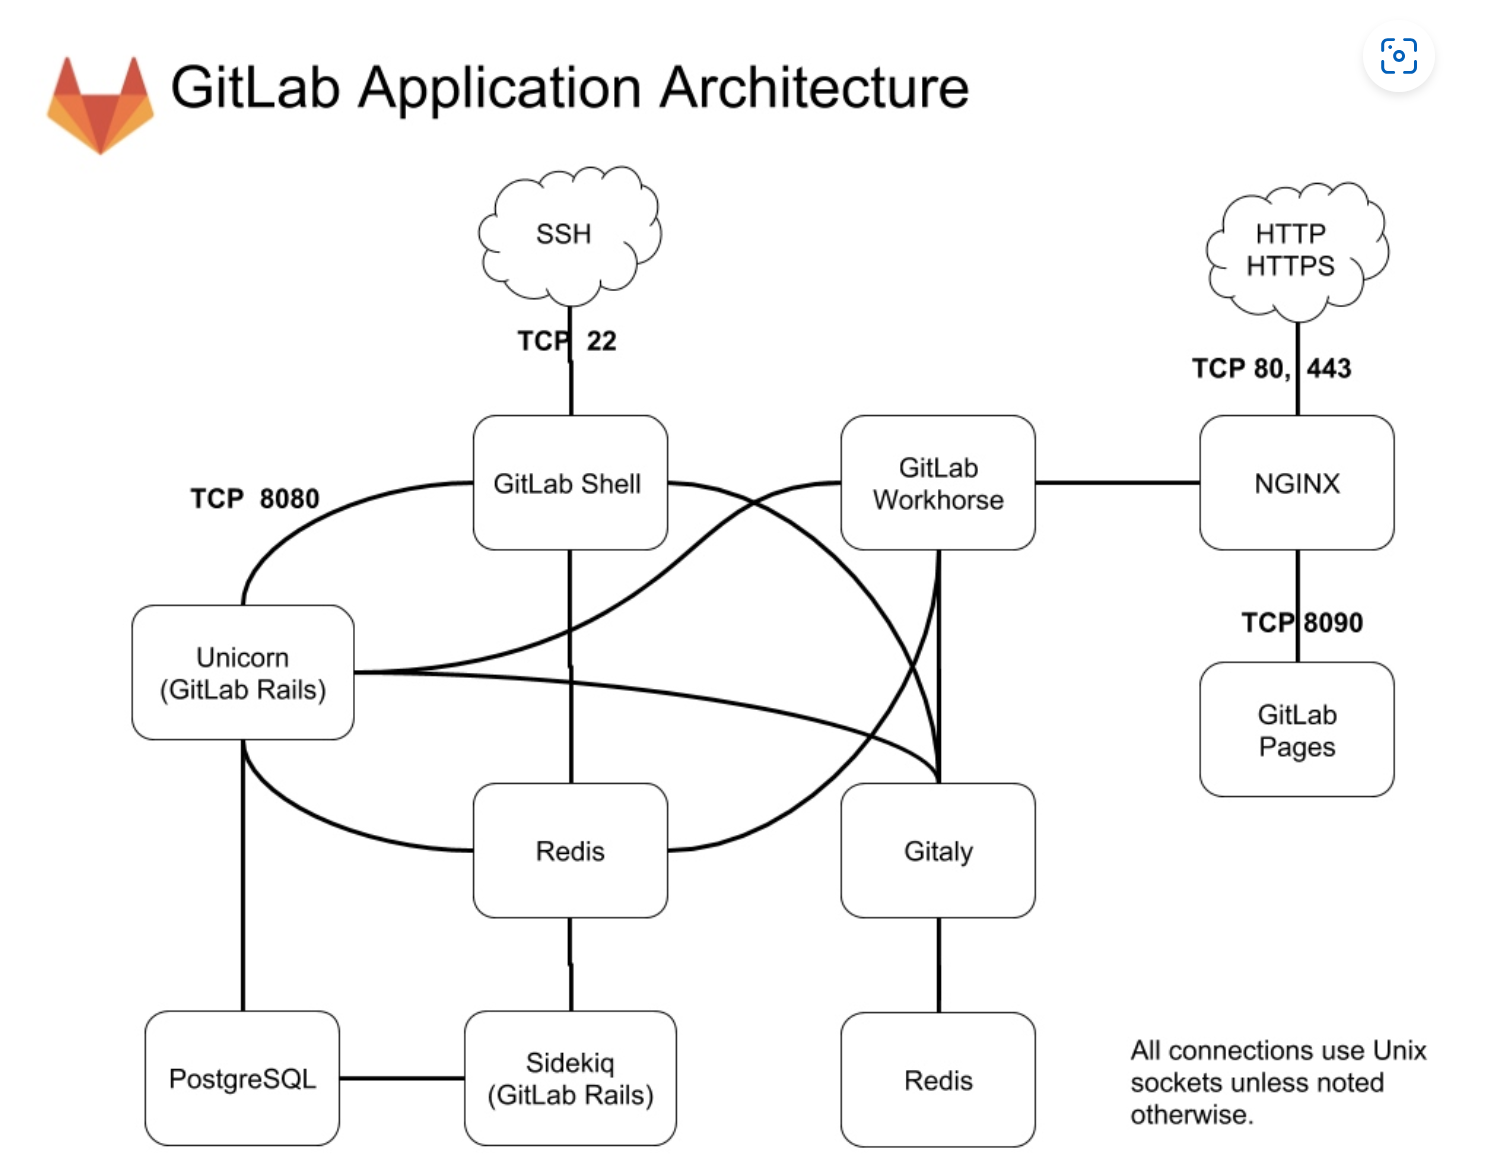 GitLab Application Architecture
SSH
HTTP
HTTPS
TCP 22
TCP 80, 443
GitLab Shell
GitLab
Workhorse
NGINX
TCP 8080
TCP 8090
Unicorn
(GitLab Rails)
GitLab
Pages
Redis
Gitaly
PostgreSQL
Sidekiq
(GitLab Rails)
Redis
All connections use Unix
sockets unless noted
otherwise.